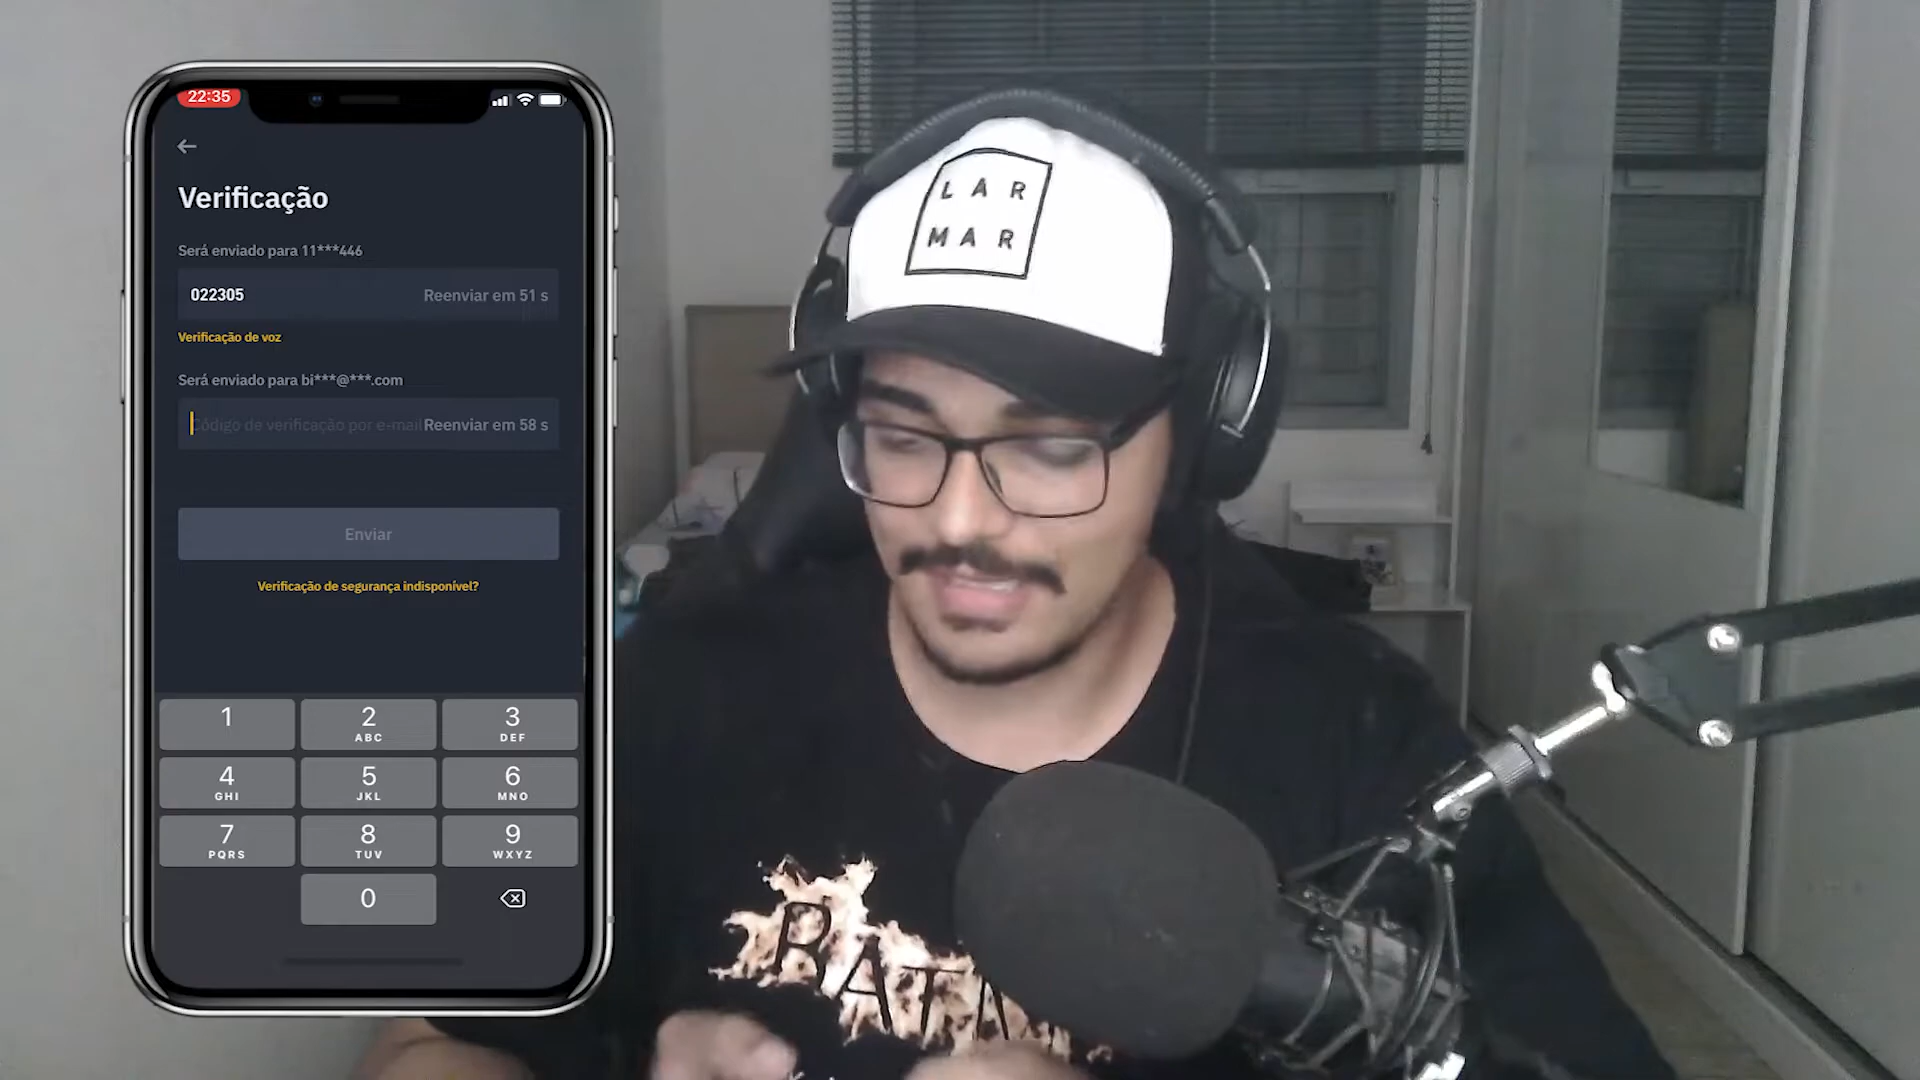 22:35
Verificação
Será enviado para 11***446
022305
Reenviar em 51 s
Verificação de voz
Será enviado para bi***@***.com
Código de verificação por e-mail
Reenviar em 58 s
Enviar
Verificação de segurança indisponível?
1
2
ABC
3
DEF
4
GHI
5
JKL
6
MNO
7
PQRS
8
TUV
9
WXYZ
0
LAR
MAR